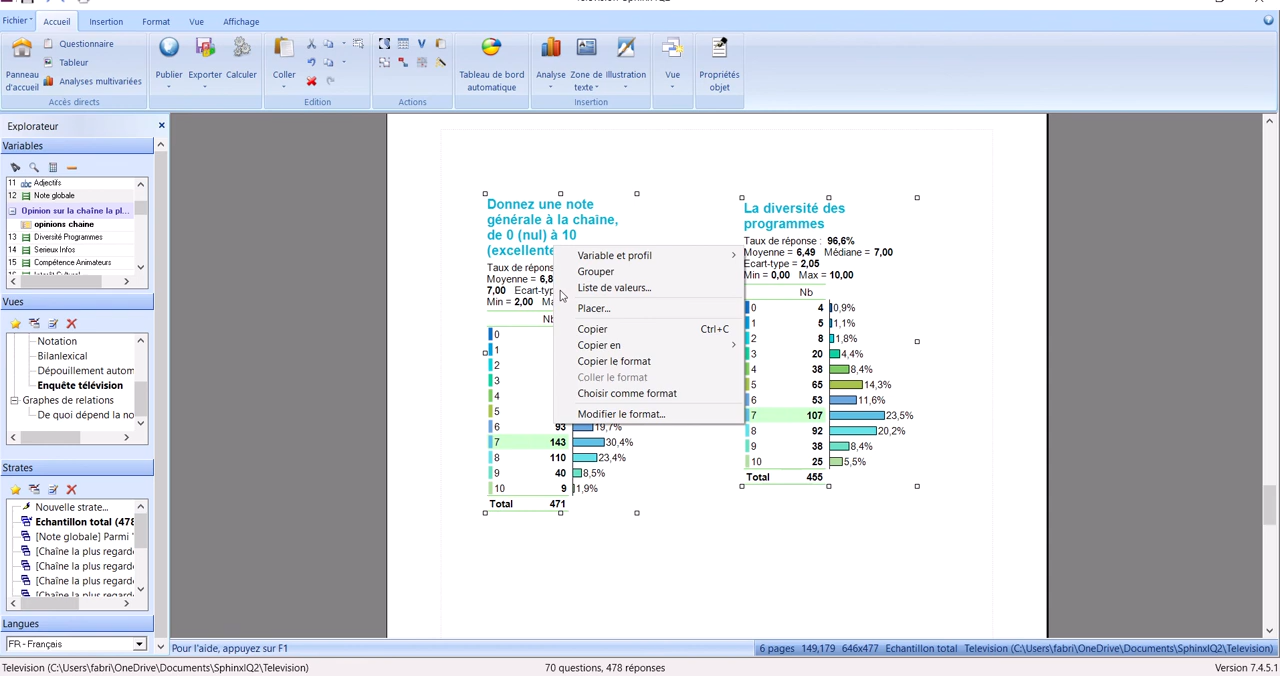 Television SphinxIQ2
Fichier Accueil Insertion Format Vue Affichage
Panneau d'accueil
Questionnaire
Tableur
Analyses multivariées
Accès directs
Publier Exporter Calculer
Coller
Edition
Actions
Tableau de bord automatique
Analyse Zone de texte Illustration
Insertion
Vue
Propriétés objet
Explorateur
Variables
11 abc Adjectifs
12 Note globale
Opinion sur la chaîne la pl...
opinions chaine
13 Diversité Programmes
14 Serieux Infos
15 Compétence Animateurs
Vues
Notation
Bilanlexical
Dépouillement autom
Enquête télévision
Graphes de relations
De quoi dépend la no
Strates
Nouvelle strate...
Echantillon total (478
[Note globale] Parmi '
[Chaîne la plus regardé
[Chaîne la plus regardé
[Chaîne la plus regardé
[Chaîne la plus regardé
Langues
FR - Français
Donnez une note
générale à la chaine,
de 0 (nul) à 10
(excellente
Taux de répons
Moyenne = 6,8
7,00 Ecart-typ
Min = 2,00 Ma
Nb
0
1
2
3
4
5
6 93 19,7%
7 143 30,4%
8 110 23,4%
9 40 8,5%
10 9 1,9%
Total 471
Variable et profil
Grouper
Liste de valeurs...
Placer...
Copier Ctrl+C
Copier en
Copier le format
Coller le format
Choisir comme format
Modifier le format...
La diversité des
programmes
Taux de réponse : 96,6%
Moyenne = 6,49 Médiane = 7,00
Ecart-type = 2,05
Min = 0,00 Max = 10,00
Nb
0 4 0,9%
1 5 1,1%
2 8 1,8%
3 20 4,4%
4 38 8,4%
5 65 14,3%
6 53 11,6%
7 107 23,5%
8 92 20,2%
9 38 8,4%
10 25 5,5%
Total 455
Pour l'aide, appuyez sur F1
6 pages 149,179 646x477 Echantillon total Television (C:\Users\fabri\OneDrive\Documents\SphinxIQ2\Television)
Television (C:\Users\fabri\OneDrive\Documents\SphinxIQ2\Television) 70 questions, 478 réponses Version 7.4.5.1